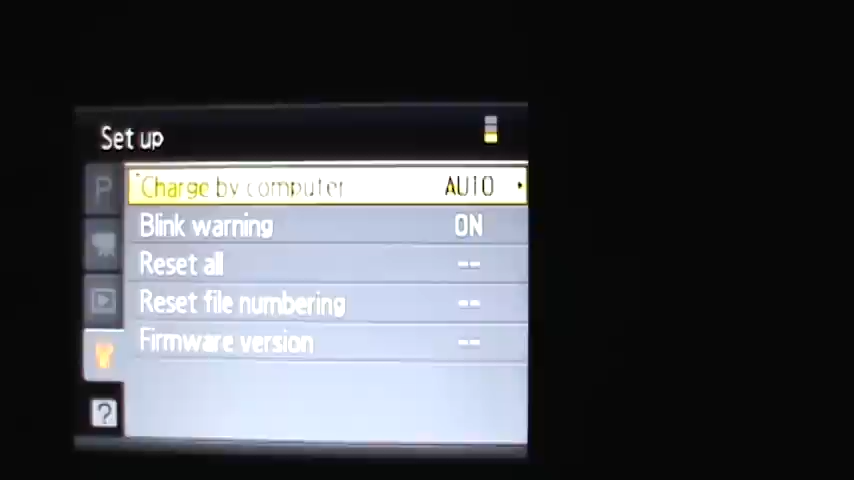 Set up
P
Charge by computer AUTO
Blink warning ON
Reset all --
Reset file numbering --
Firmware version --
?